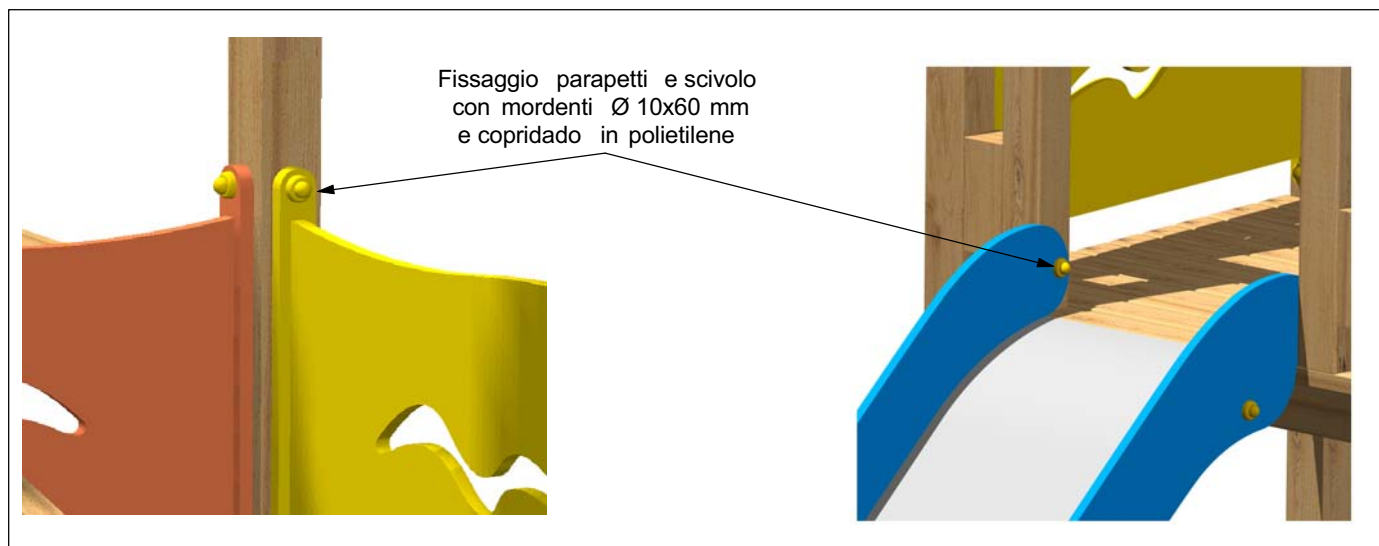 Fissaggio parapetti e scivolo
con mordenti Ø 10x60 mm
e copridado in polietilene